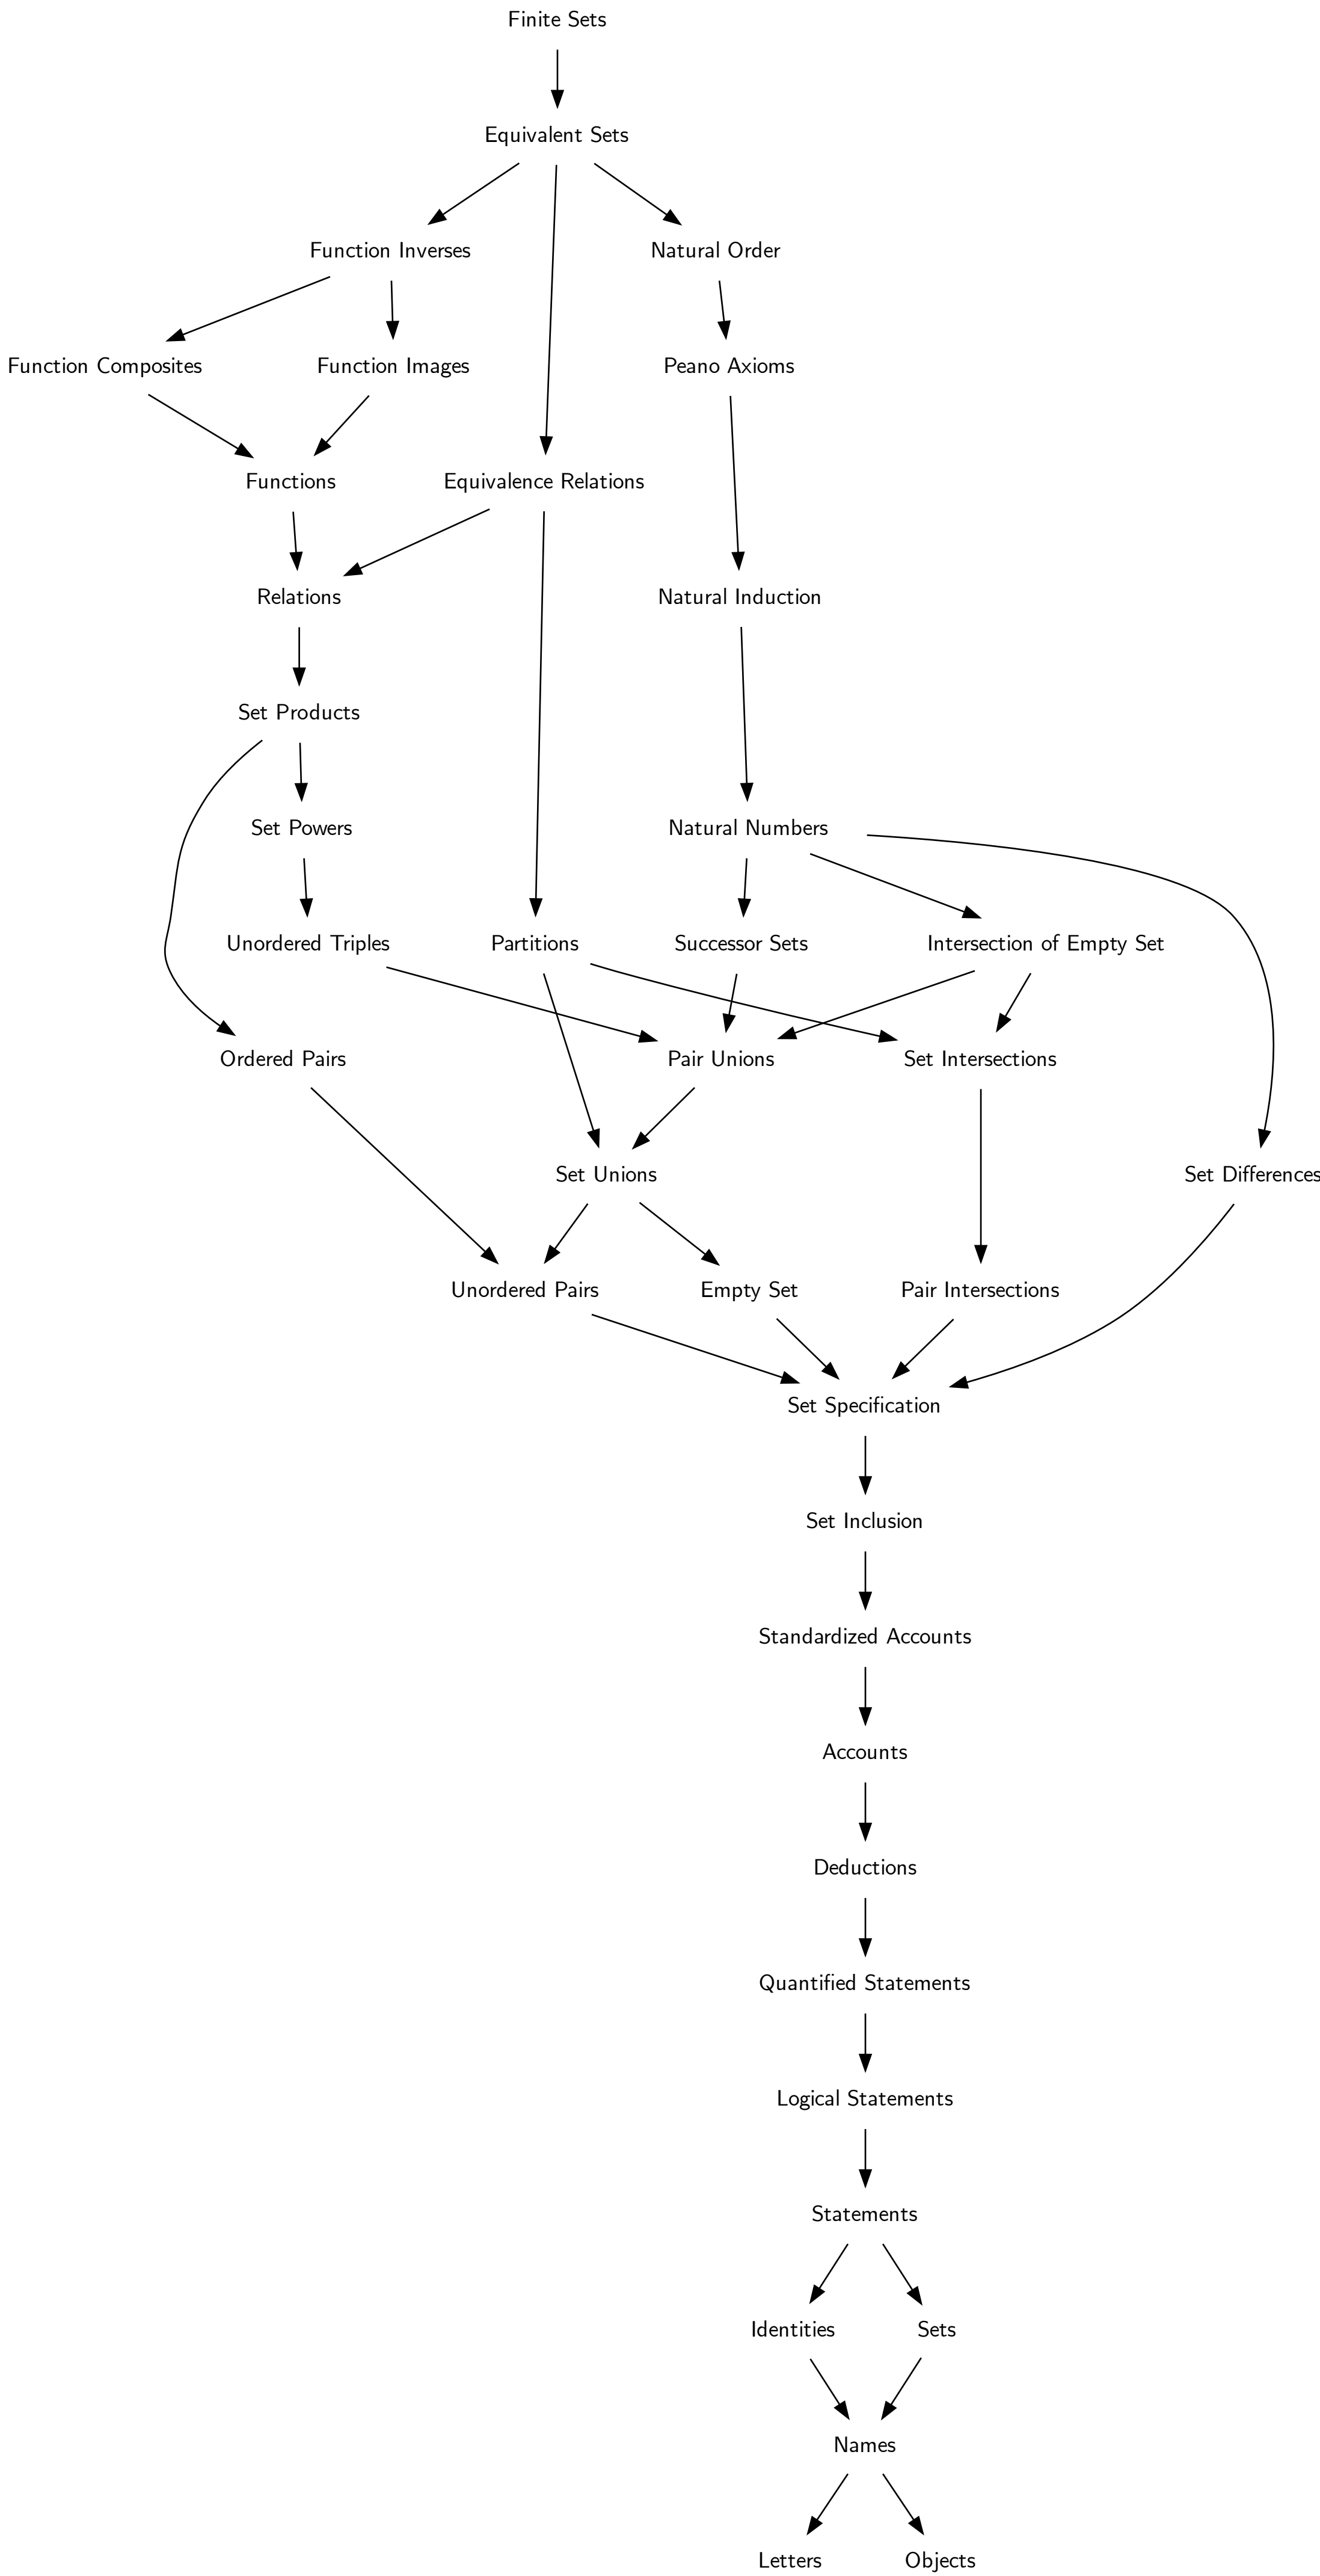 Finite Sets
Equivalent Sets
Function Inverses
Natural Order
Function Composites
Function Images
Peano Axioms
Functions
Equivalence Relations
Relations
Natural Induction
Set Products
Set Powers
Natural Numbers
Unordered Triples
Partitions
Successor Sets
Intersection of Empty Set
Ordered Pairs
Pair Unions
Set Intersections
Set Unions
Set Differences
Unordered Pairs
Empty Set
Pair Intersections
Set Specification
Set Inclusion
Standardized Accounts
Accounts
Deductions
Quantified Statements
Logical Statements
Statements
Identities
Sets
Names
Letters
Objects